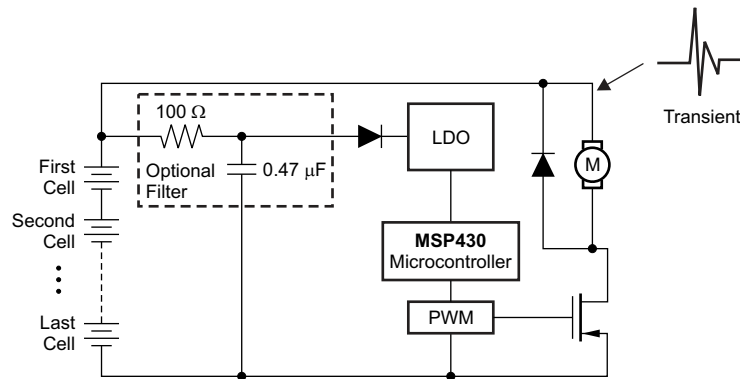 Transient
100 Ω
LDO
Optional
Filter
0.47 μF
M
First
Cell
Second
Cell
MSP430
Microcontroller
Last
Cell
PWM